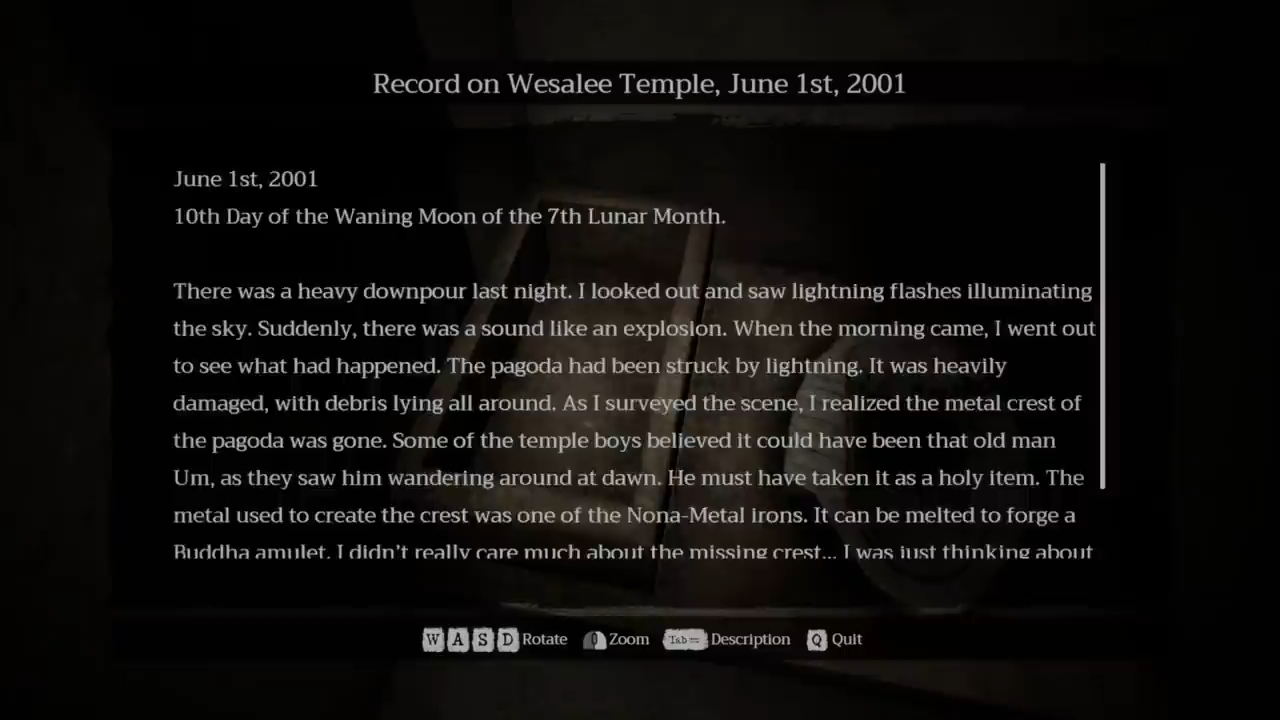 Record on Wesalee Temple, June 1st, 2001
June 1st, 2001
10th Day of the Waning Moon of the 7th Lunar Month.
There was a heavy downpour last night. I looked out and saw lightning flashes illuminating
the sky. Suddenly, there was a sound like an explosion. When the morning came, I went out
to see what had happened. The pagoda had been struck by lightning. It was heavily
damaged, with debris lying all around. As I surveyed the scene, I realized the metal crest of
the pagoda was gone. Some of the temple boys believed it could have been that old man
Um, as they saw him wandering around at dawn. He must have taken it as a holy item. The
metal used to create the crest was one of the Nona-Metal irons. It can be melted to forge a
Buddha amulet. I didn't really care much about the missing crest... I was just thinking about
W A S D Rotate Zoom Tab Description Q Quit